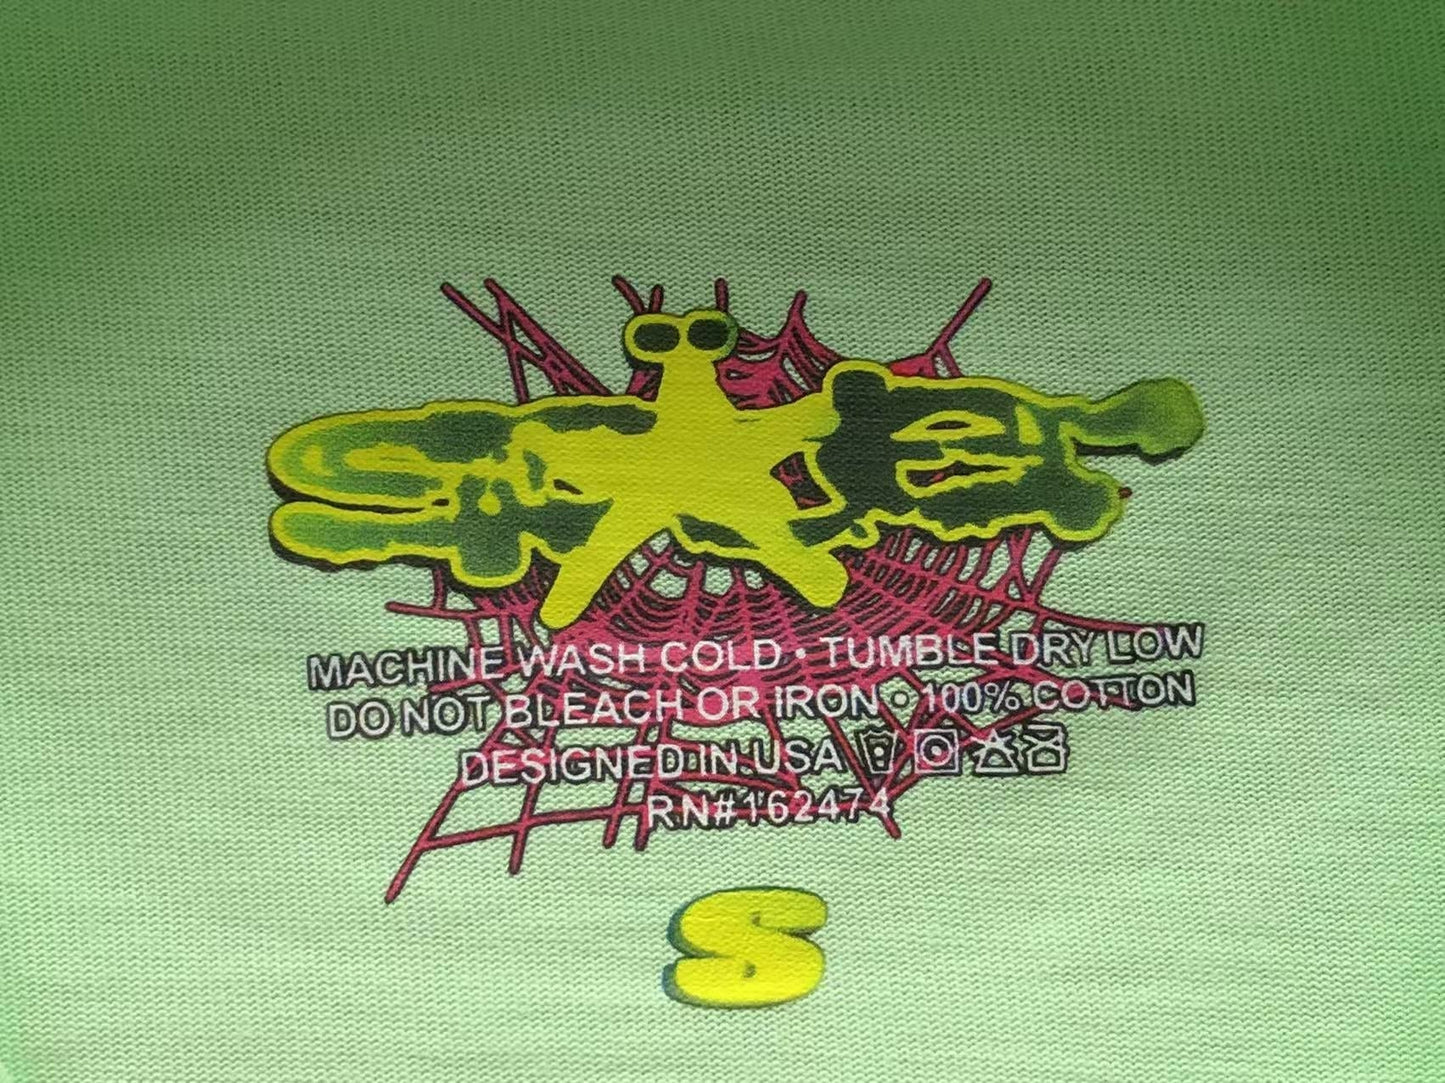 MACHINE WASH COLD • TUMBLE DRY LOW
DO NOT BLEACH OR IRON • 100% COTTON
DESIGNED IN USA
RN#162474
S